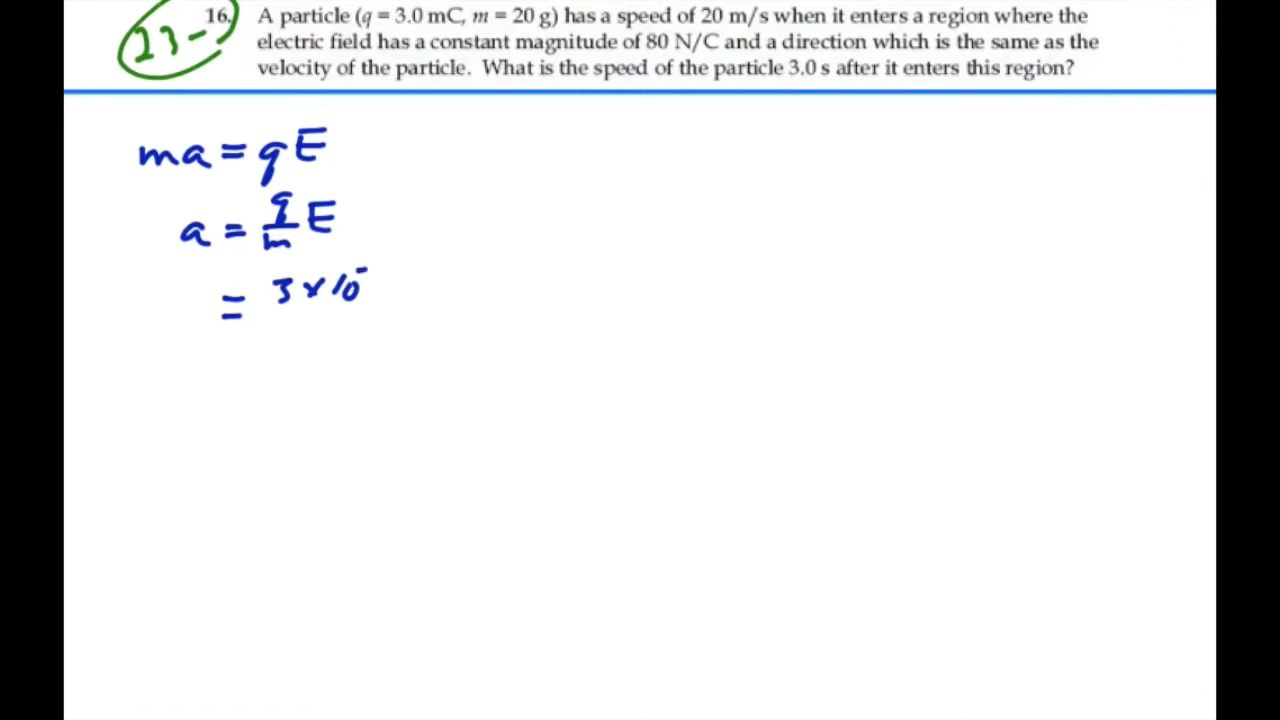 23-
16. A particle (q = 3.0 mC, m = 20 g) has a speed of 20 m/s when it enters a region where the
electric field has a constant magnitude of 80 N/C and a direction which is the same as the
velocity of the particle. What is the speed of the particle 3.0 s after it enters this region?
ma = qE
a = q/m E
= 3 × 10⁻